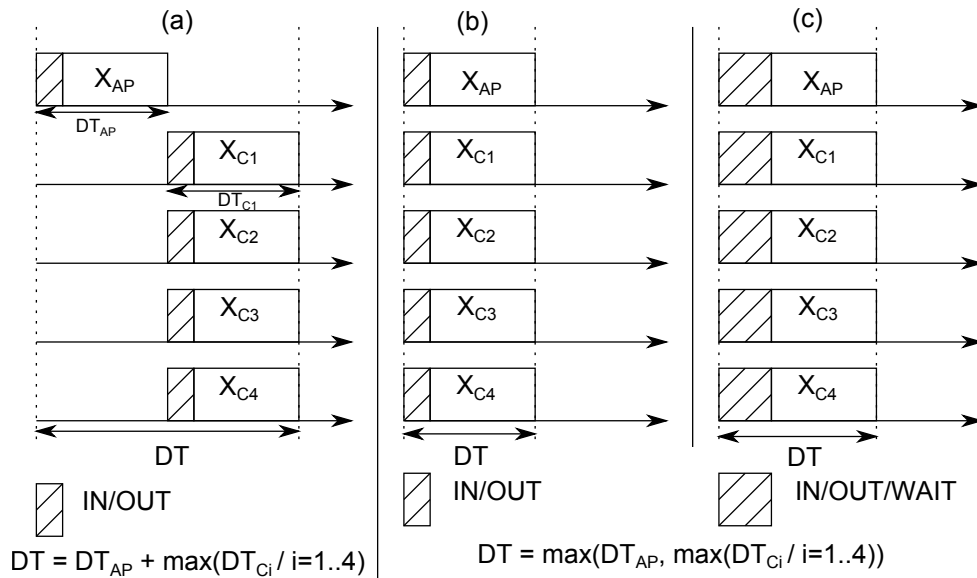 (a)
X_AP
DT_AP
X_C1
DT_C1
X_C2
X_C3
X_C4
DT
IN/OUT
DT = DT_AP + max(DT_Ci / i=1..4)
(b)
X_AP
X_C1
X_C2
X_C3
X_C4
DT
IN/OUT
(c)
X_AP
X_C1
X_C2
X_C3
X_C4
DT
IN/OUT/WAIT
DT = max(DT_AP, max(DT_Ci / i=1..4))